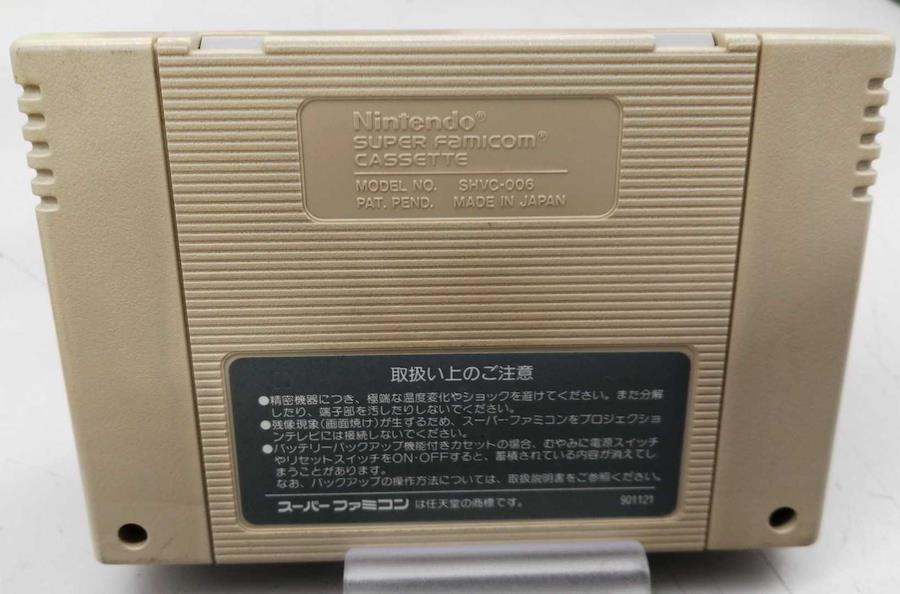 Nintendo®
SUPER FAMICOM®
CASSETTE
MODEL NO. SHVC-006
PAT. PEND. MADE IN JAPAN
取扱い上のご注意
●精密機器につき、極端な温度変化やショックを避けてください。また分解
したり、端子部を汚したりしないでください。
●残像現象(画面焼け)が生ずるため、スーパーファミコンをプロジェクショ
ンテレビには接続しないでください。
●バッテリーバックアップ機能付きカセットの場合、むやみに電源スイッチ
やリセットスイッチをON・OFFすると、蓄積されている内容が消えてし
まうことがあります。
なお、バックアップの操作方法については、取扱説明書をご参照ください。
スーパーファミコン は任天堂の商標です。 901121